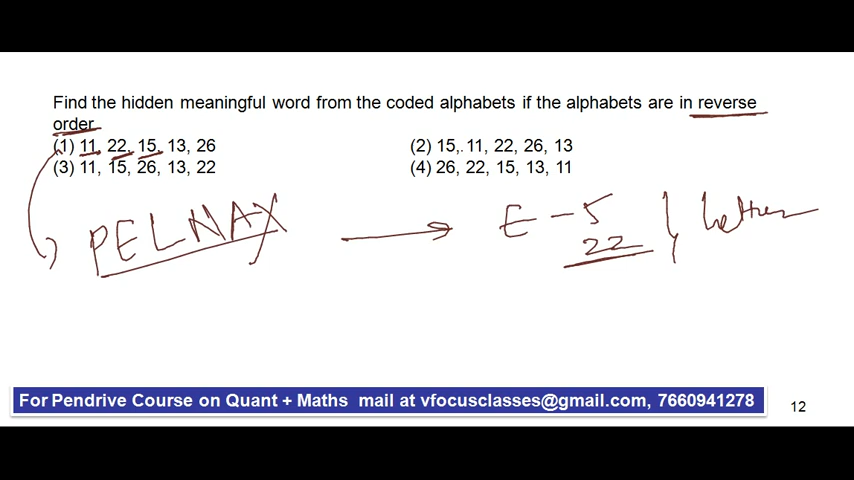 Find the hidden meaningful word from the coded alphabets if the alphabets are in reverse
order
(1) 11, 22, 15, 13, 26 (2) 15, 11, 22, 26, 13
(3) 11, 15, 26, 13, 22 (4) 26, 22, 15, 13, 11
PELNAX E - 5 letter
22
For Pendrive Course on Quant + Maths mail at vfocusclasses@gmail.com, 7660941278
12